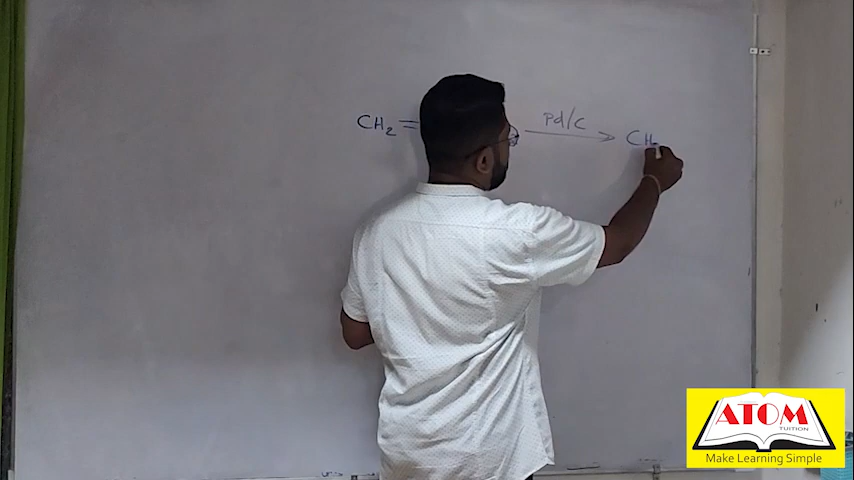 CH2 = Pd/C CH
ATOM
TUITION
Make Learning Simple